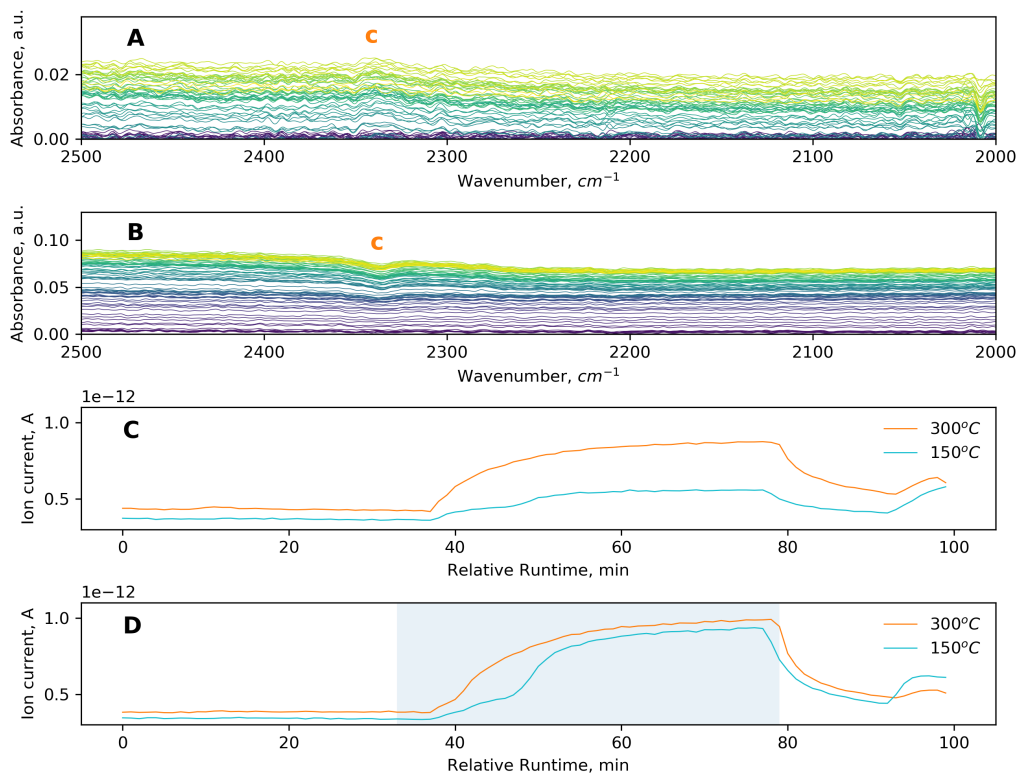 A
c
Absorbance, a.u.
0.02
0.00
2500 2400 2300 2200 2100 2000
Wavenumber, cm⁻¹
B
c
Absorbance, a.u.
0.10
0.05
0.00
2500 2400 2300 2200 2100 2000
Wavenumber, cm⁻¹
1e−12
C
Ion current, A
1.0
0.5
300°C
150°C
0 20 40 60 80 100
Relative Runtime, min
1e−12
D
Ion current, A
1.0
0.5
300°C
150°C
0 20 40 60 80 100
Relative Runtime, min